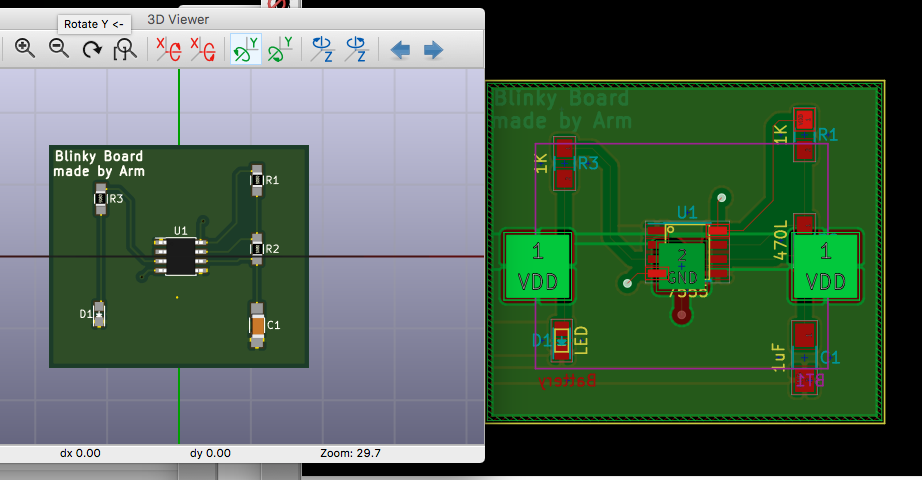 Rotate Y <-
3D Viewer
X
X
Y
Y
Z
Z
Blinky Board
made by Arm
R3
R1
U1
R2
D1
C1
dx 0.00
dy 0.00
Zoom: 29.7
Blinky Board
made by Arm
1K
R3
1K
R1
U1
470L
1
VDD
2
GND
7555
1
VDD
D1
LED
1uF
C1
Battery
BT1